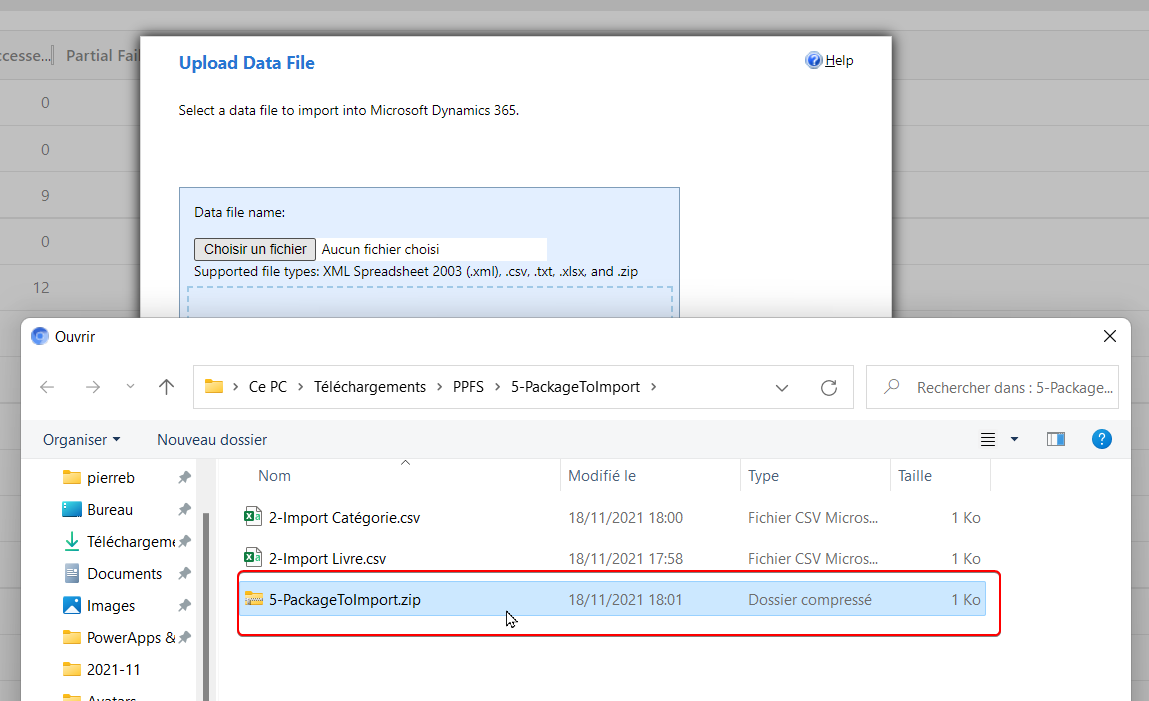 ccesse... Partial Fail
0
0
9
0
12
Upload Data File
Help
Select a data file to import into Microsoft Dynamics 365.
Data file name:
Choisir un fichier Aucun fichier choisi
Supported file types: XML Spreadsheet 2003 (.xml), .csv, .txt, .xlsx, and .zip
Ouvrir
Ce PC > Téléchargements > PPFS > 5-PackageToImport >
Rechercher dans : 5-Package...
Organiser Nouveau dossier
pierreb
Bureau
Téléchargeme
Documents
Images
PowerApps &
2021-11
Avatars
Nom Modifié le Type Taille
2-Import Catégorie.csv 18/11/2021 18:00 Fichier CSV Micros... 1 Ko
2-Import Livre.csv 18/11/2021 17:58 Fichier CSV Micros... 1 Ko
5-PackageToImport.zip 18/11/2021 18:01 Dossier compressé 1 Ko